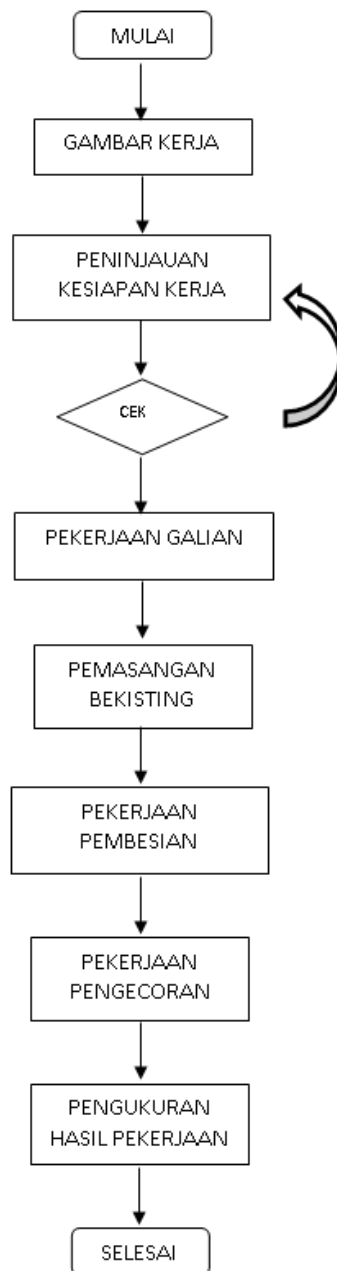 MULAI
GAMBAR KERJA
PENINJAUAN
KESIAPAN KERJA
CEK
PEKERJAAN GALIAN
PEMASANGAN
BEKISTING
PEKERJAAN
PEMBESIAN
PEKERJAAN
PENGECORAN
PENGUKURAN
HASIL PEKERJAAN
SELESAI